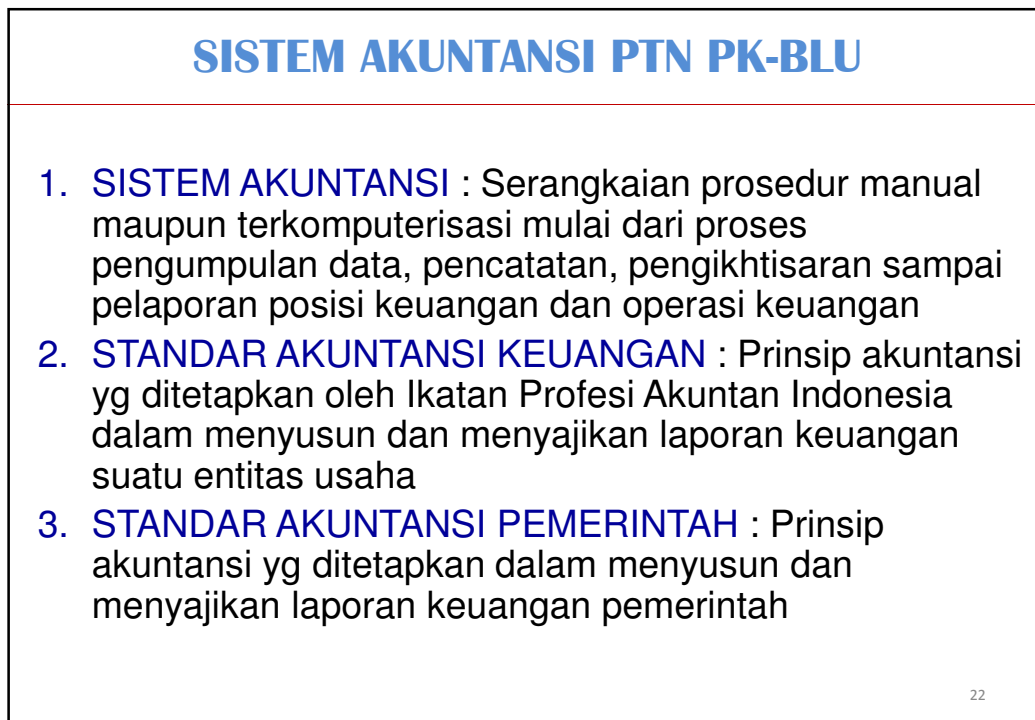 SISTEM AKUNTANSI PTN PK-BLU
1. SISTEM AKUNTANSI : Serangkaian prosedur manual
maupun terkomputerisasi mulai dari proses
pengumpulan data, pencatatan, pengikhtisaran sampai
pelaporan posisi keuangan dan operasi keuangan
2. STANDAR AKUNTANSI KEUANGAN : Prinsip akuntansi
yg ditetapkan oleh Ikatan Profesi Akuntan Indonesia
dalam menyusun dan menyajikan laporan keuangan
suatu entitas usaha
3. STANDAR AKUNTANSI PEMERINTAH : Prinsip
akuntansi yg ditetapkan dalam menyusun dan
menyajikan laporan keuangan pemerintah
22